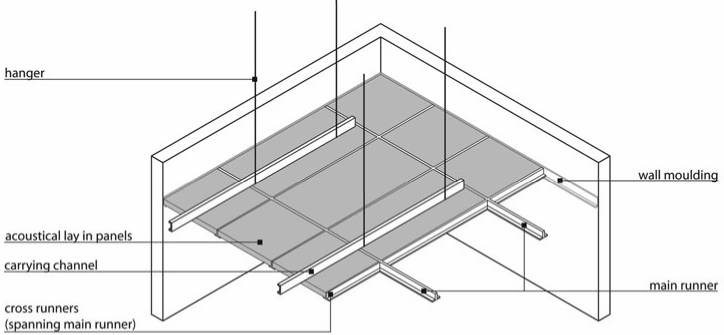 hanger
wall moulding
acoustical lay in panels
carrying channel
main runner
cross runners
(spanning main runner)